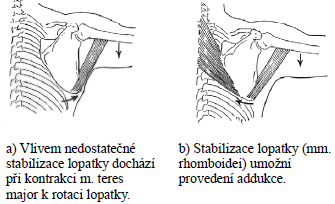 a) Vlivem nedostatečné
stabilizace lopatky dochází
při kontrakci m. teres
major k rotaci lopatky.
b) Stabilizace lopatky (mm.
rhomboidei) umožní
provedení addukce.